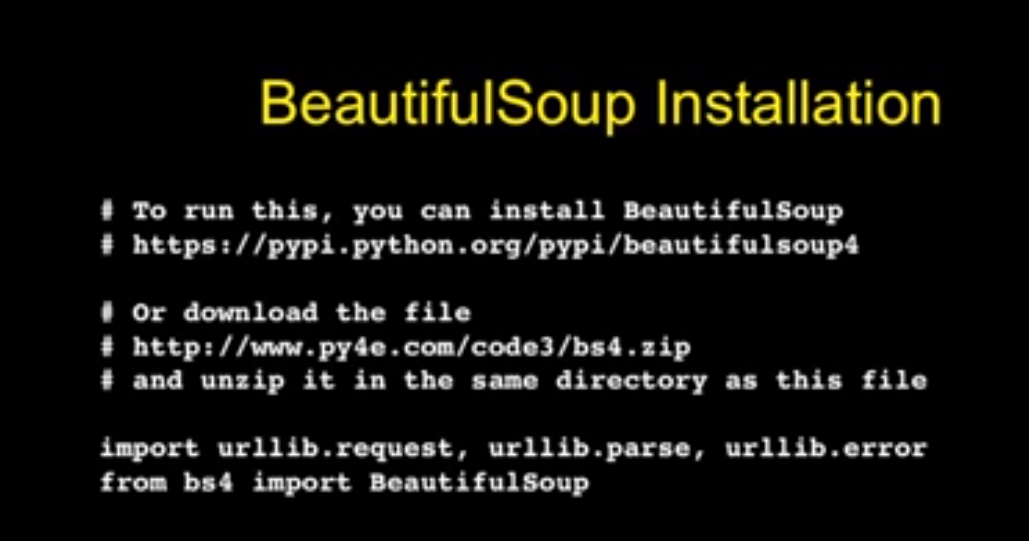 BeautifulSoup Installation
# To run this, you can install BeautifulSoup
# https://pypi.python.org/pypi/beautifulsoup4
# Or download the file
# http://www.py4e.com/code3/bs4.zip
# and unzip it in the same directory as this file
import urllib.request, urllib.parse, urllib.error
from bs4 import BeautifulSoup